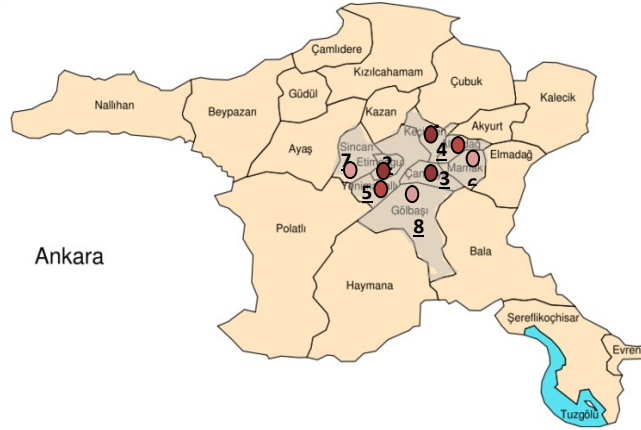 Çamlıdere
Kızılcahamam
Çubuk
Nallıhan
Beypazarı
Güdül
Kazan
Kalecik
Akyurt
Ayaş
Sincan
4
Elmadağ
7
Mamak
3
5
Gölbaşı
8
Polatlı
Bala
Ankara
Haymana
Şereflikoçhisar
Evren
Tuzgölü